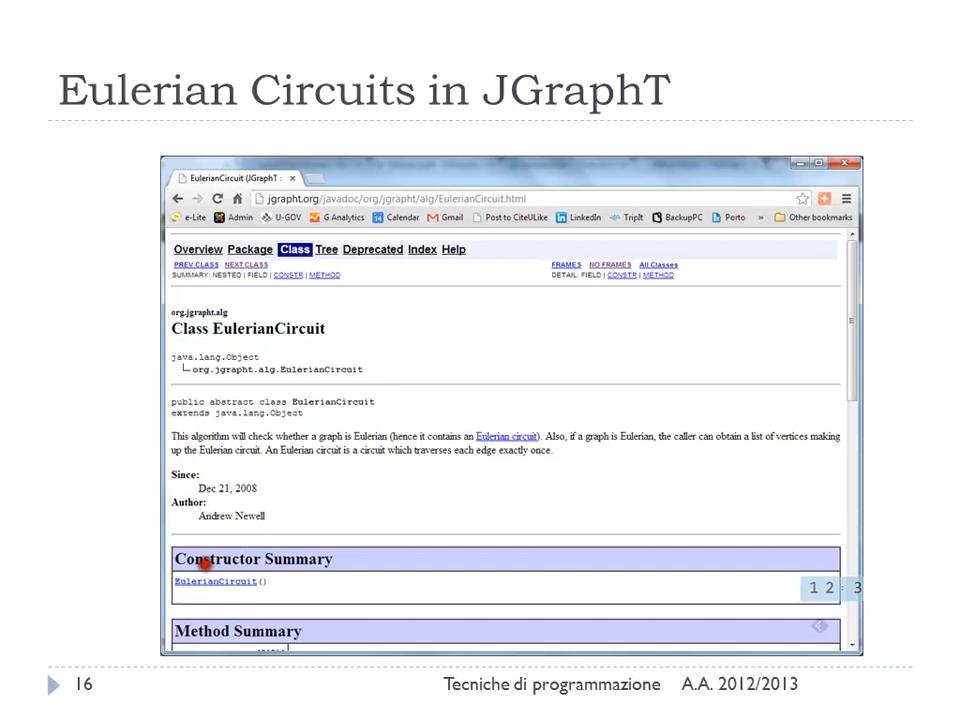 Eulerian Circuits in JGraphT
EulerianCircuit (JGraphT :
jgrapht.org/javadoc/org/jgrapht/alg/EulerianCircuit.html
e-Lite Admin U-GOV G Analytics Calendar Gmail Post to CiteULike LinkedIn TripIt BackupPC Porto » Other bookmarks
Overview Package Class Tree Deprecated Index Help
PREV CLASS NEXT CLASS FRAMES NO FRAMES All Classes
SUMMARY: NESTED | FIELD | CONSTR | METHOD DETAIL: FIELD | CONSTR | METHOD
org.jgrapht.alg
Class EulerianCircuit
java.lang.Object
org.jgrapht.alg.EulerianCircuit
public abstract class EulerianCircuit
extends java.lang.Object
This algorithm will check whether a graph is Eulerian (hence it contains an Eulerian circuit). Also, if a graph is Eulerian, the caller can obtain a list of vertices making
up the Eulerian circuit. An Eulerian circuit is a circuit which traverses each edge exactly once.
Since:
Dec 21, 2008
Author:
Andrew Newell
Constructor Summary
EulerianCircuit()
1 2 : 3
Method Summary
16 Tecniche di programmazione A.A. 2012/2013